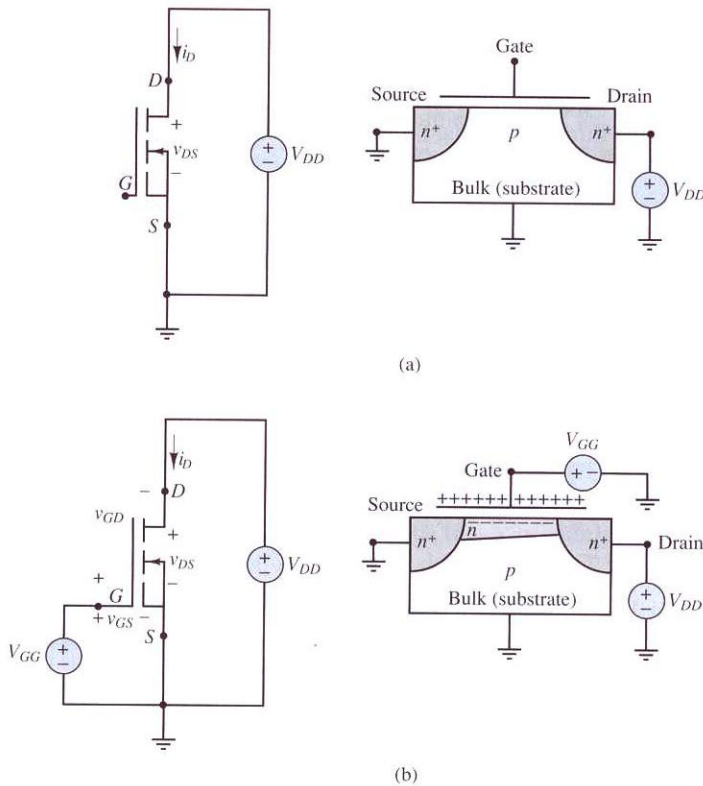 i_D
D
Gate
Source
Drain
n+
p
n+
+
v_DS
−
+
−
V_DD
G
Bulk (substrate)
+
−
V_DD
S
(a)
V_GG
i_D
Gate
+
−
− D
++++++ ++++++
Source
v_GD
n
n+
n+
Drain
+
v_DS
+
−
V_DD
p
+
G
−
Bulk (substrate)
+
−
V_DD
+ v_GS −
S
V_GG
+
−
(b)